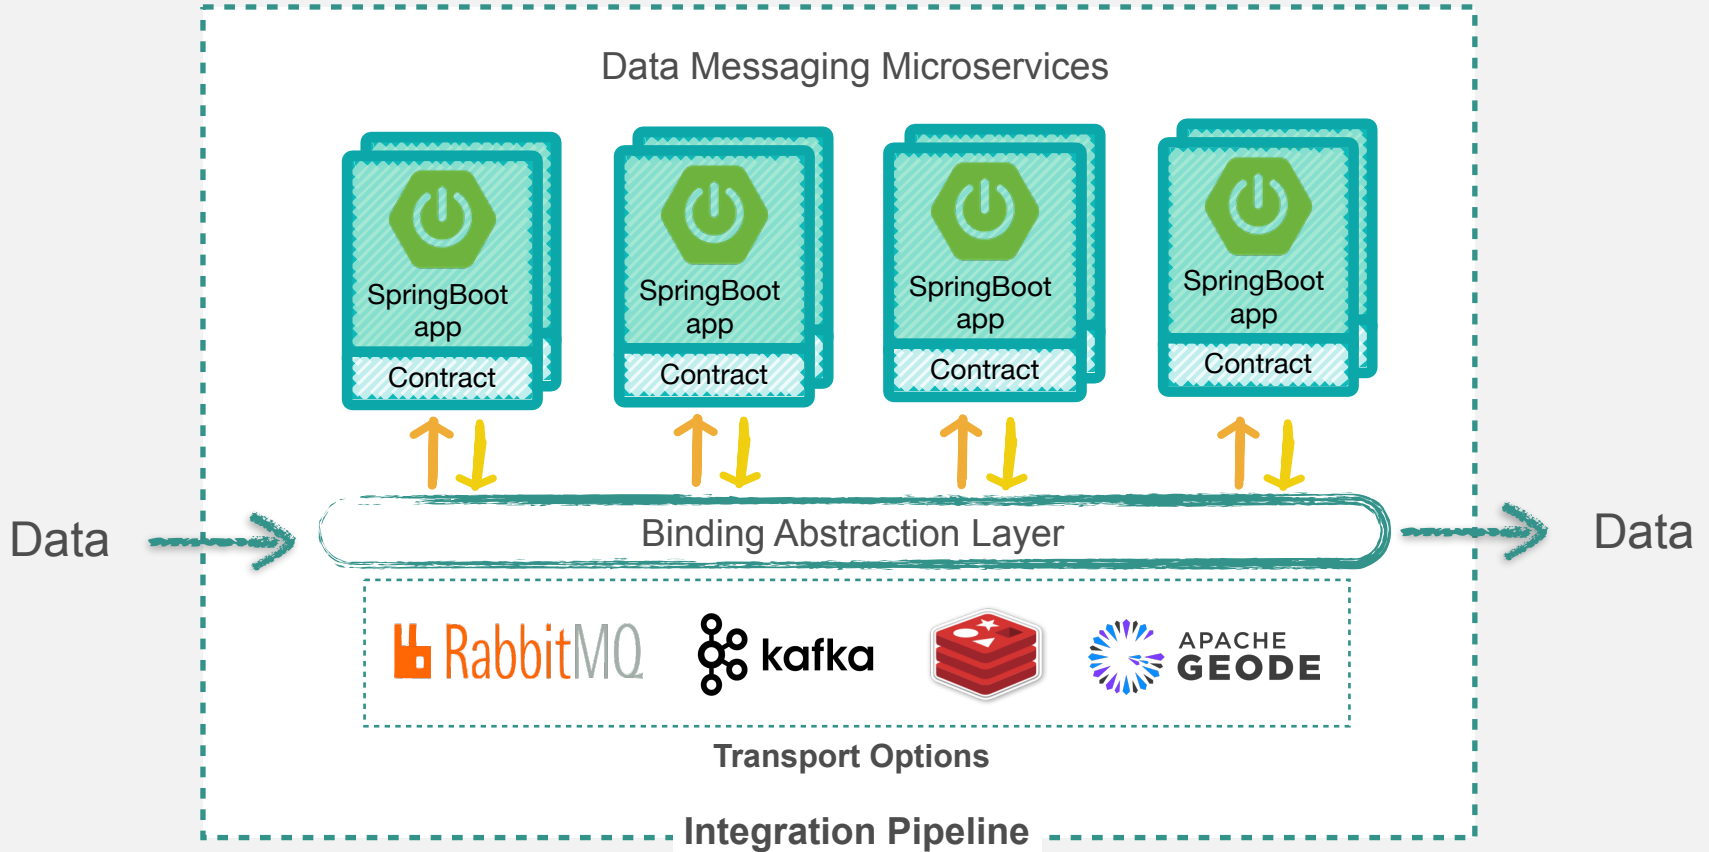 Data Messaging Microservices
SpringBoot
app
Contract
SpringBoot
app
Contract
SpringBoot
app
Contract
SpringBoot
app
Contract
Data
Binding Abstraction Layer
Data
RabbitMQ
kafka
APACHE
GEODE
Transport Options
Integration Pipeline